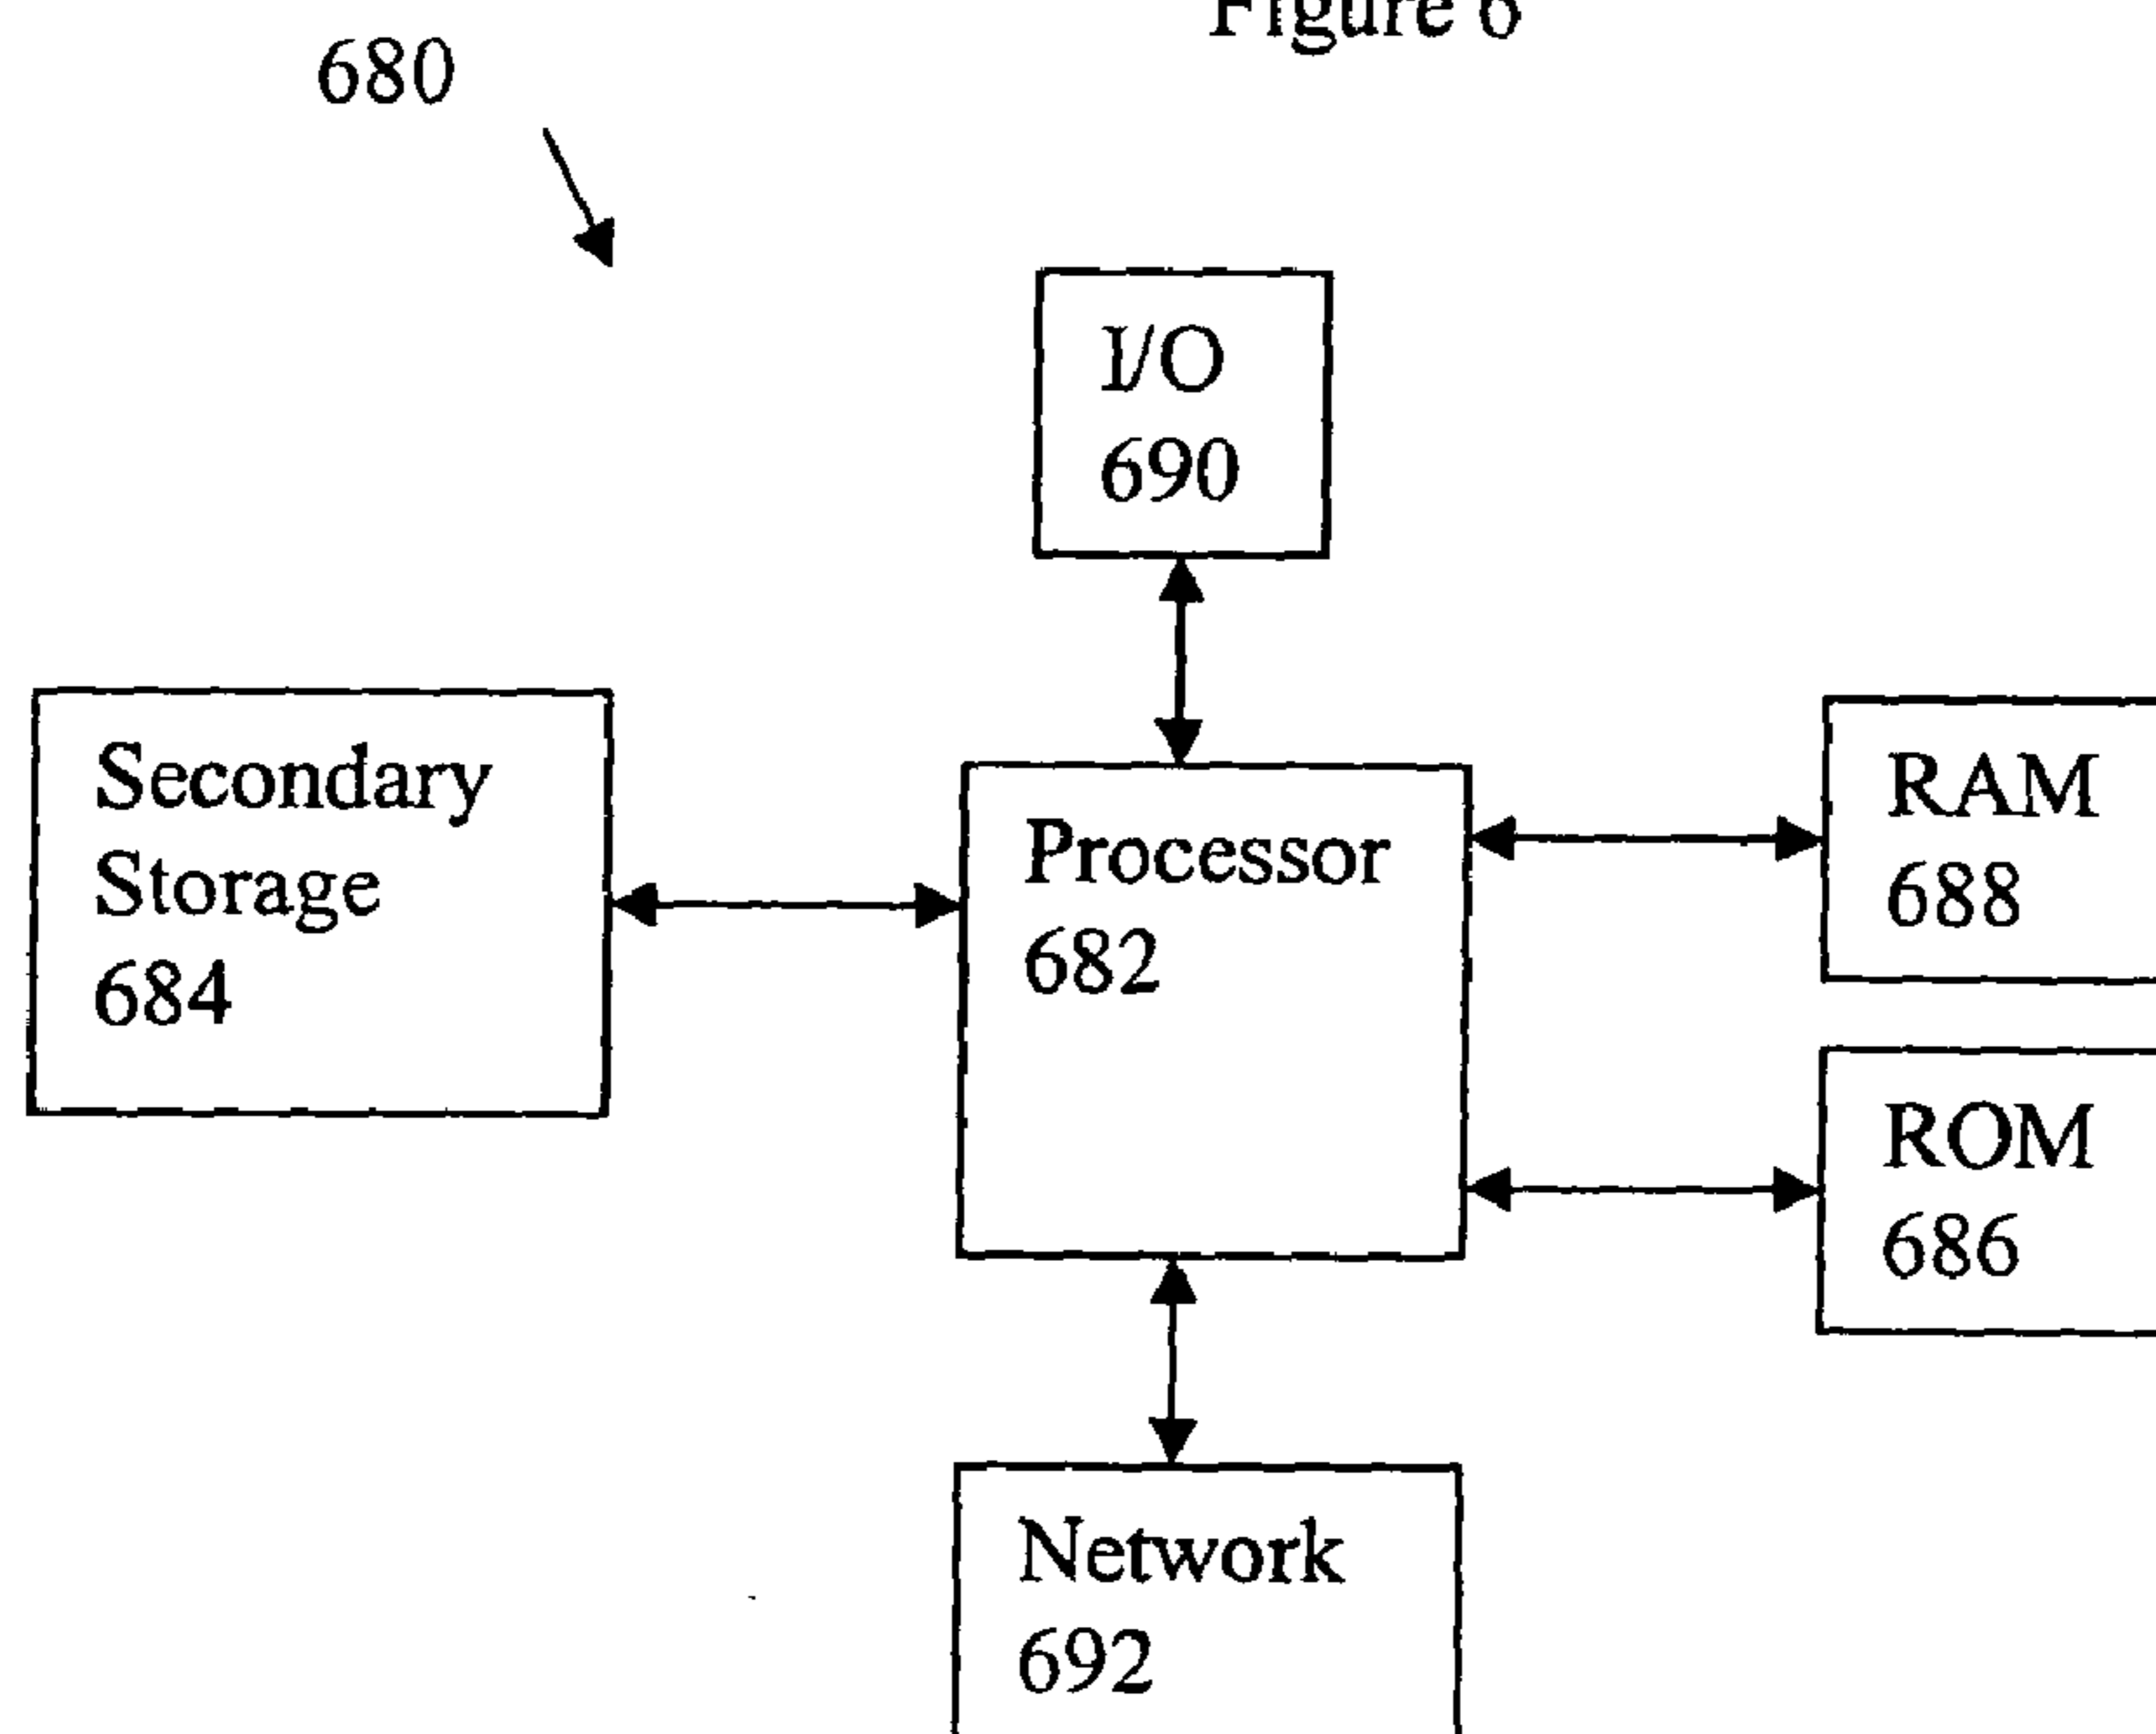 Figure 6
680
I/O
690
Secondary
Storage
684
Processor
682
RAM
688
ROM
686
Network
692